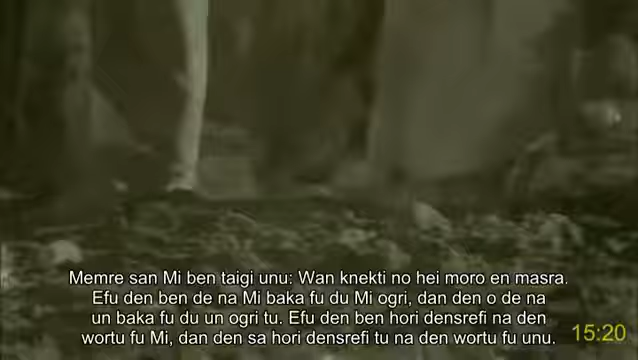 Memre san Mi ben taigi unu: Wan knekti no hei moro en masra.
Efu den ben de na Mi baka fu du Mi ogri, dan den o de na
un baka fu du un ogri tu. Efu den ben hori densrefi na den
wortu fu Mi, dan den sa hori densrefi tu na den wortu fu unu.
15:20